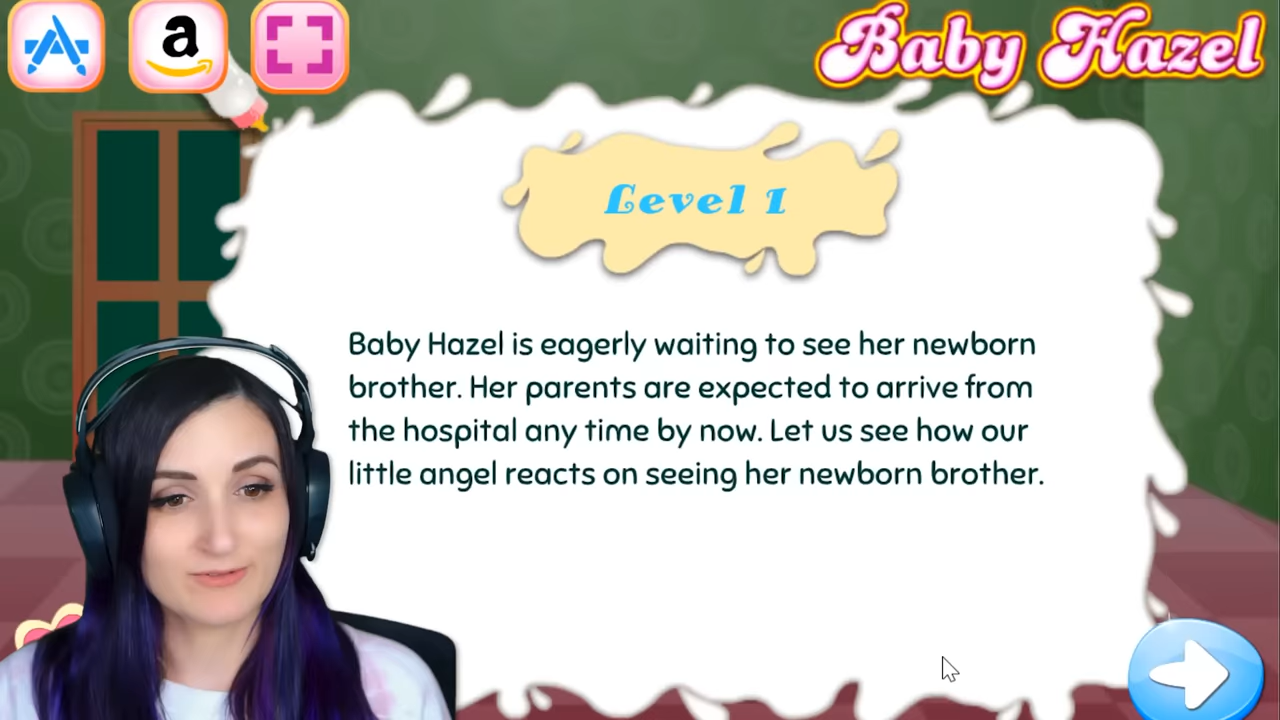 a
Baby Hazel
Level 1
Baby Hazel is eagerly waiting to see her newborn
brother. Her parents are expected to arrive from
the hospital any time by now. Let us see how our
little angel reacts on seeing her newborn brother.